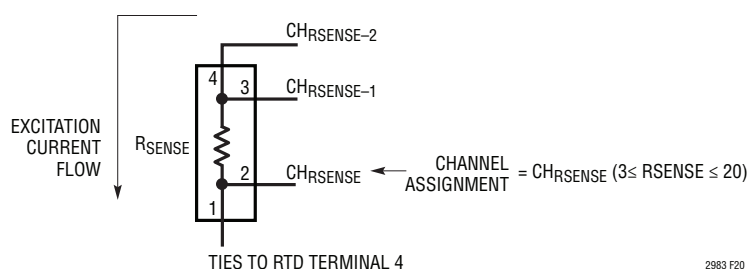 CHRSENSE–2
4
3
CHRSENSE–1
EXCITATION
CURRENT
FLOW
RSENSE
2
CHRSENSE
CHANNEL
ASSIGNMENT
= CHRSENSE (3≤ RSENSE ≤ 20)
1
TIES TO RTD TERMINAL 4
2983 F20